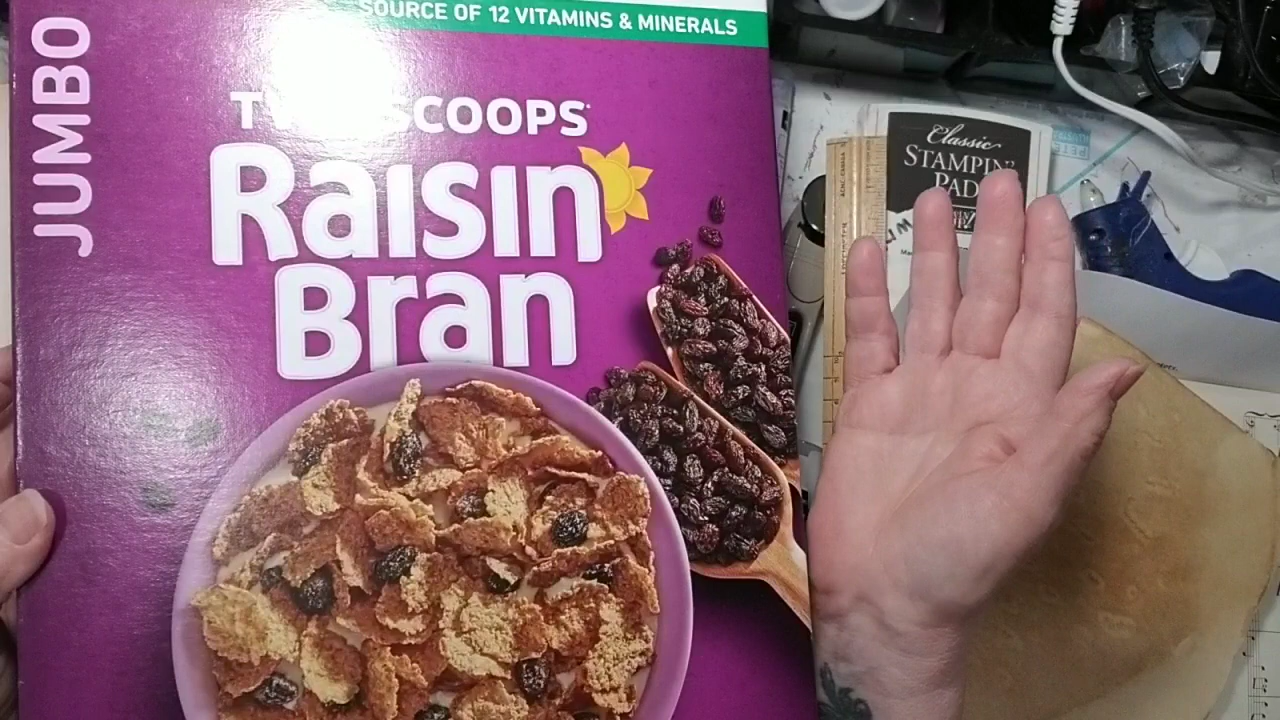 SOURCE OF 12 VITAMINS & MINERALS
JUMBO
SCOOPS
Raisin
Bran
Classic
STAMPIN'
PAD